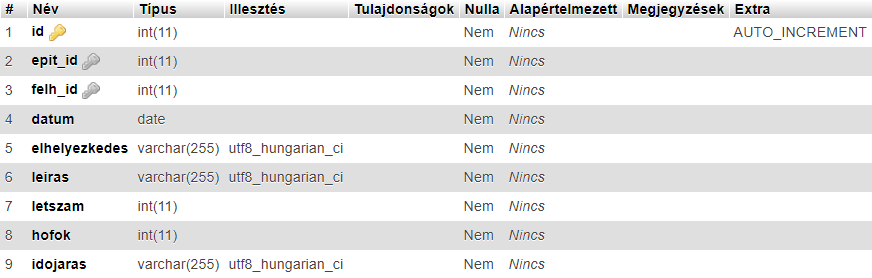 # Név Típus Illesztés Tulajdonságok Nulla Alapértelmezett Megjegyzések Extra
1 id int(11) Nem Nincs AUTO_INCREMENT
2 epit_id int(11) Nem Nincs
3 felh_id int(11) Nem Nincs
4 datum date Nem Nincs
5 elhelyezkedes varchar(255) utf8_hungarian_ci Nem Nincs
6 leiras varchar(255) utf8_hungarian_ci Nem Nincs
7 letszam int(11) Nem Nincs
8 hofok int(11) Nem Nincs
9 idojaras varchar(255) utf8_hungarian_ci Nem Nincs